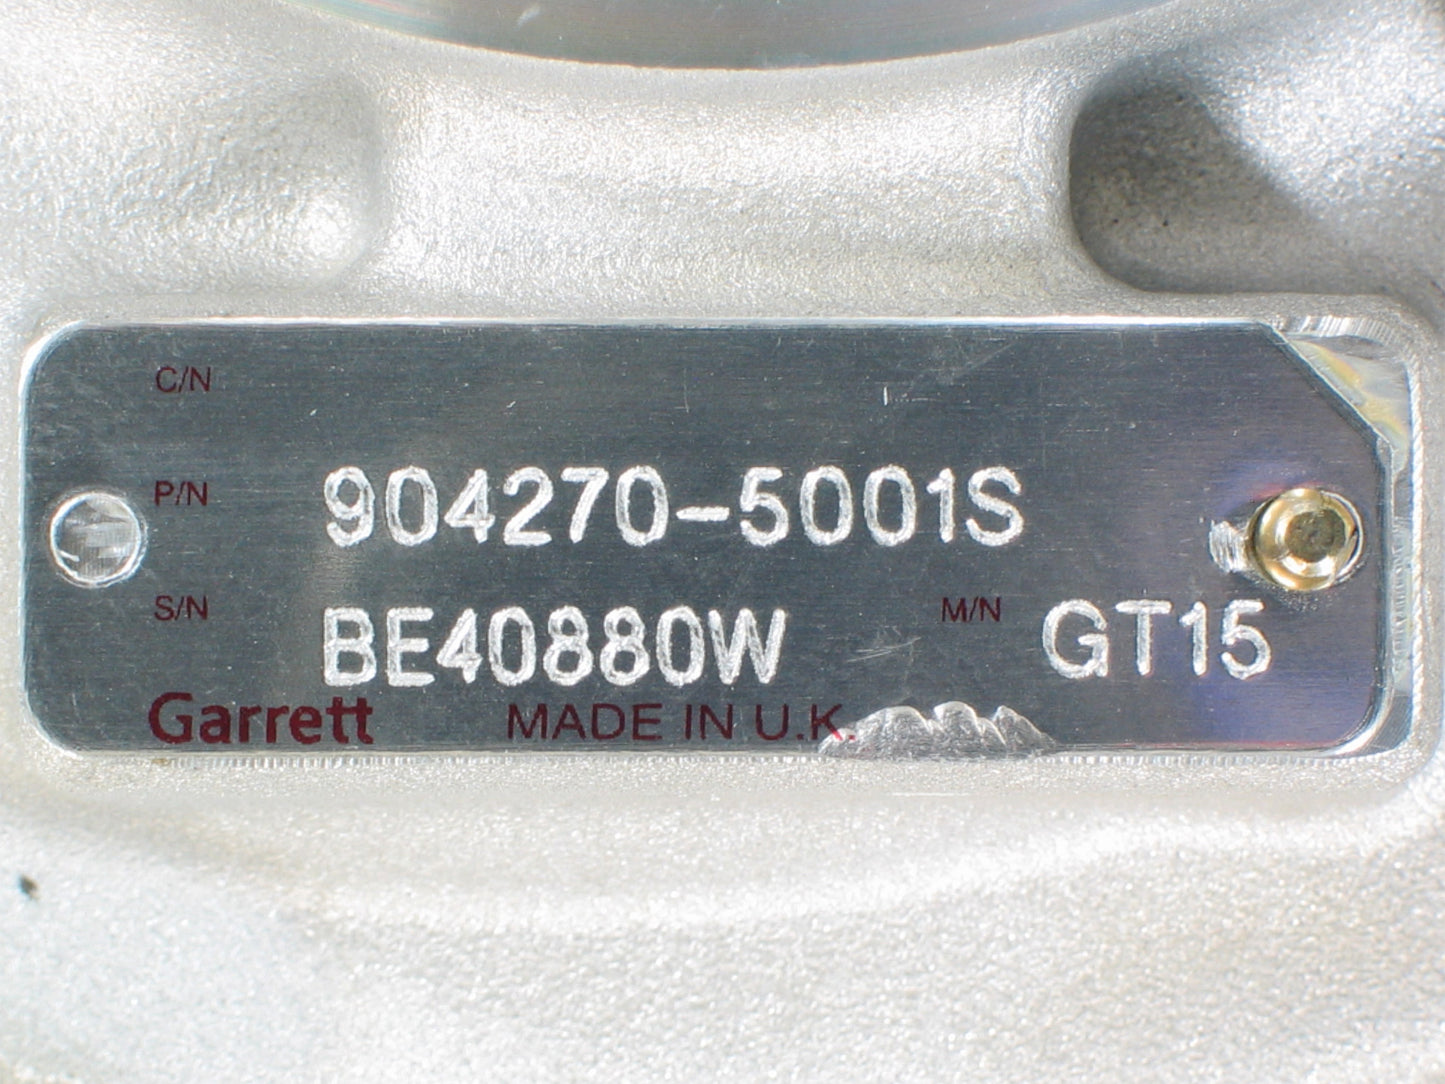 C/N
P/N 904270-5001S
S/N BE40880W M/N GT15
Garrett MADE IN U.K.